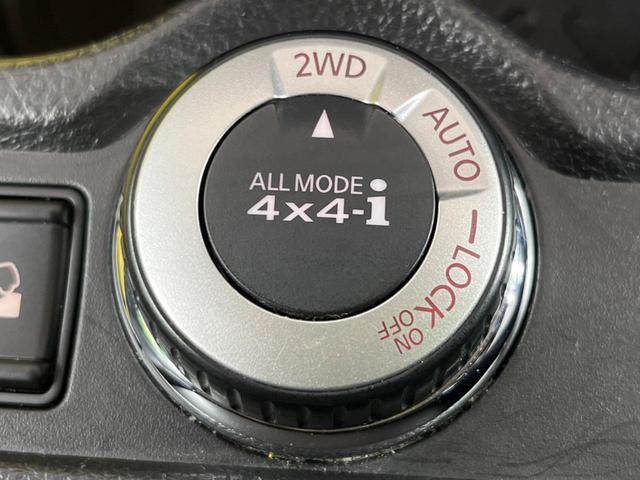 2WD
AUTO
LOCK
ON
OFF
ALL MODE
4x4-i